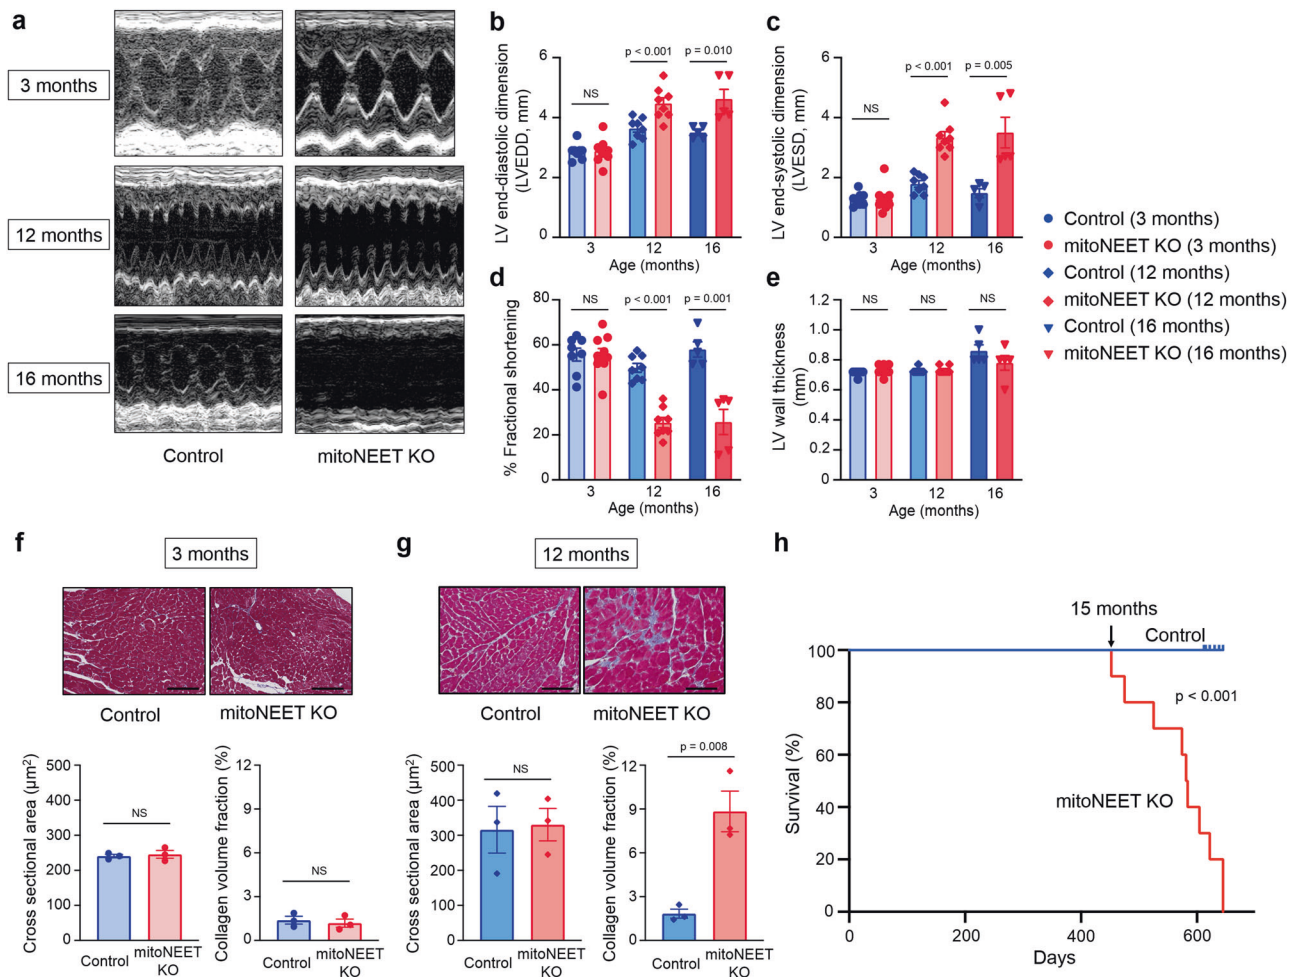 a
3 months
12 months
16 months
Control
mitoNEET KO
b
LV end-diastolic dimension
(LVEDD, mm)
6
4
2
0
NS
p < 0.001
p = 0.010
3
12
16
Age (months)
c
LV end-systolic dimension
(LVESD, mm)
6
4
2
0
NS
p < 0.001
p = 0.005
3
12
16
Age (months)
d
% Fractional shortening
80
60
40
20
0
NS
p < 0.001
p = 0.001
3
12
16
Age (months)
e
LV wall thickness
(mm)
1.2
1.0
0.8
0.6
0.4
0.2
0
NS
NS
NS
3
12
16
Age (months)
Control (3 months)
mitoNEET KO (3 months)
Control (12 months)
mitoNEET KO (12 months)
Control (16 months)
mitoNEET KO (16 months)
f
3 months
Control
mitoNEET KO
Cross sectional area (µm²)
500
400
300
200
100
0
NS
Control
mitoNEET
KO
Collagen volume fraction (%)
12
9
6
3
0
NS
Control
mitoNEET
KO
g
12 months
Control
mitoNEET KO
Cross sectional area (µm²)
500
400
300
200
100
0
NS
Control
mitoNEET
KO
Collagen volume fraction (%)
12
9
6
3
0
p = 0.008
Control
mitoNEET
KO
h
15 months
Control
p < 0.001
mitoNEET KO
Survival (%)
100
80
60
40
20
0
0
200
400
600
Days